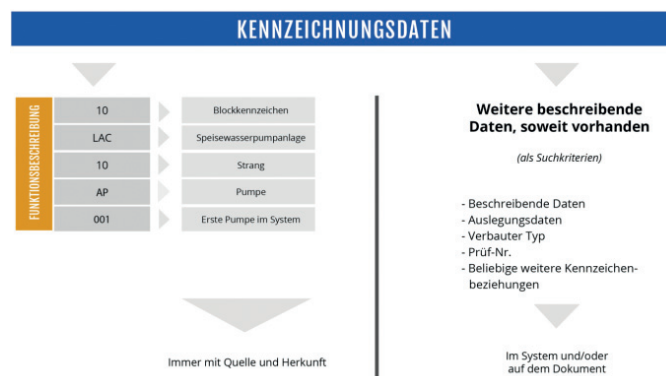 KENNZEICHNUNGSDATEN
FUNKTIONSBESCHREIBUNG
10 Blockkennzeichen
LAC Speisewasserpumpanlage
10 Strang
AP Pumpe
001 Erste Pumpe im System
Immer mit Quelle und Herkunft
Weitere beschreibende
Daten, soweit vorhanden
(als Suchkriterien)
- Beschreibende Daten
- Auslegungsdaten
- Verbauter Typ
- Prüf-Nr.
- Beliebige weitere Kennzeichen-
beziehungen
Im System und/oder
auf dem Dokument